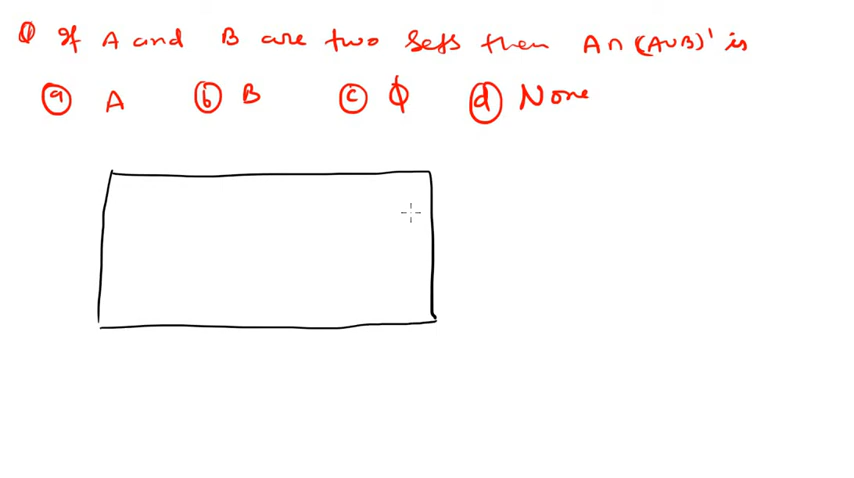 Q If A and B are two sets then A∩(A∪B)' is
(a) A (b) B (c) ϕ (d) None